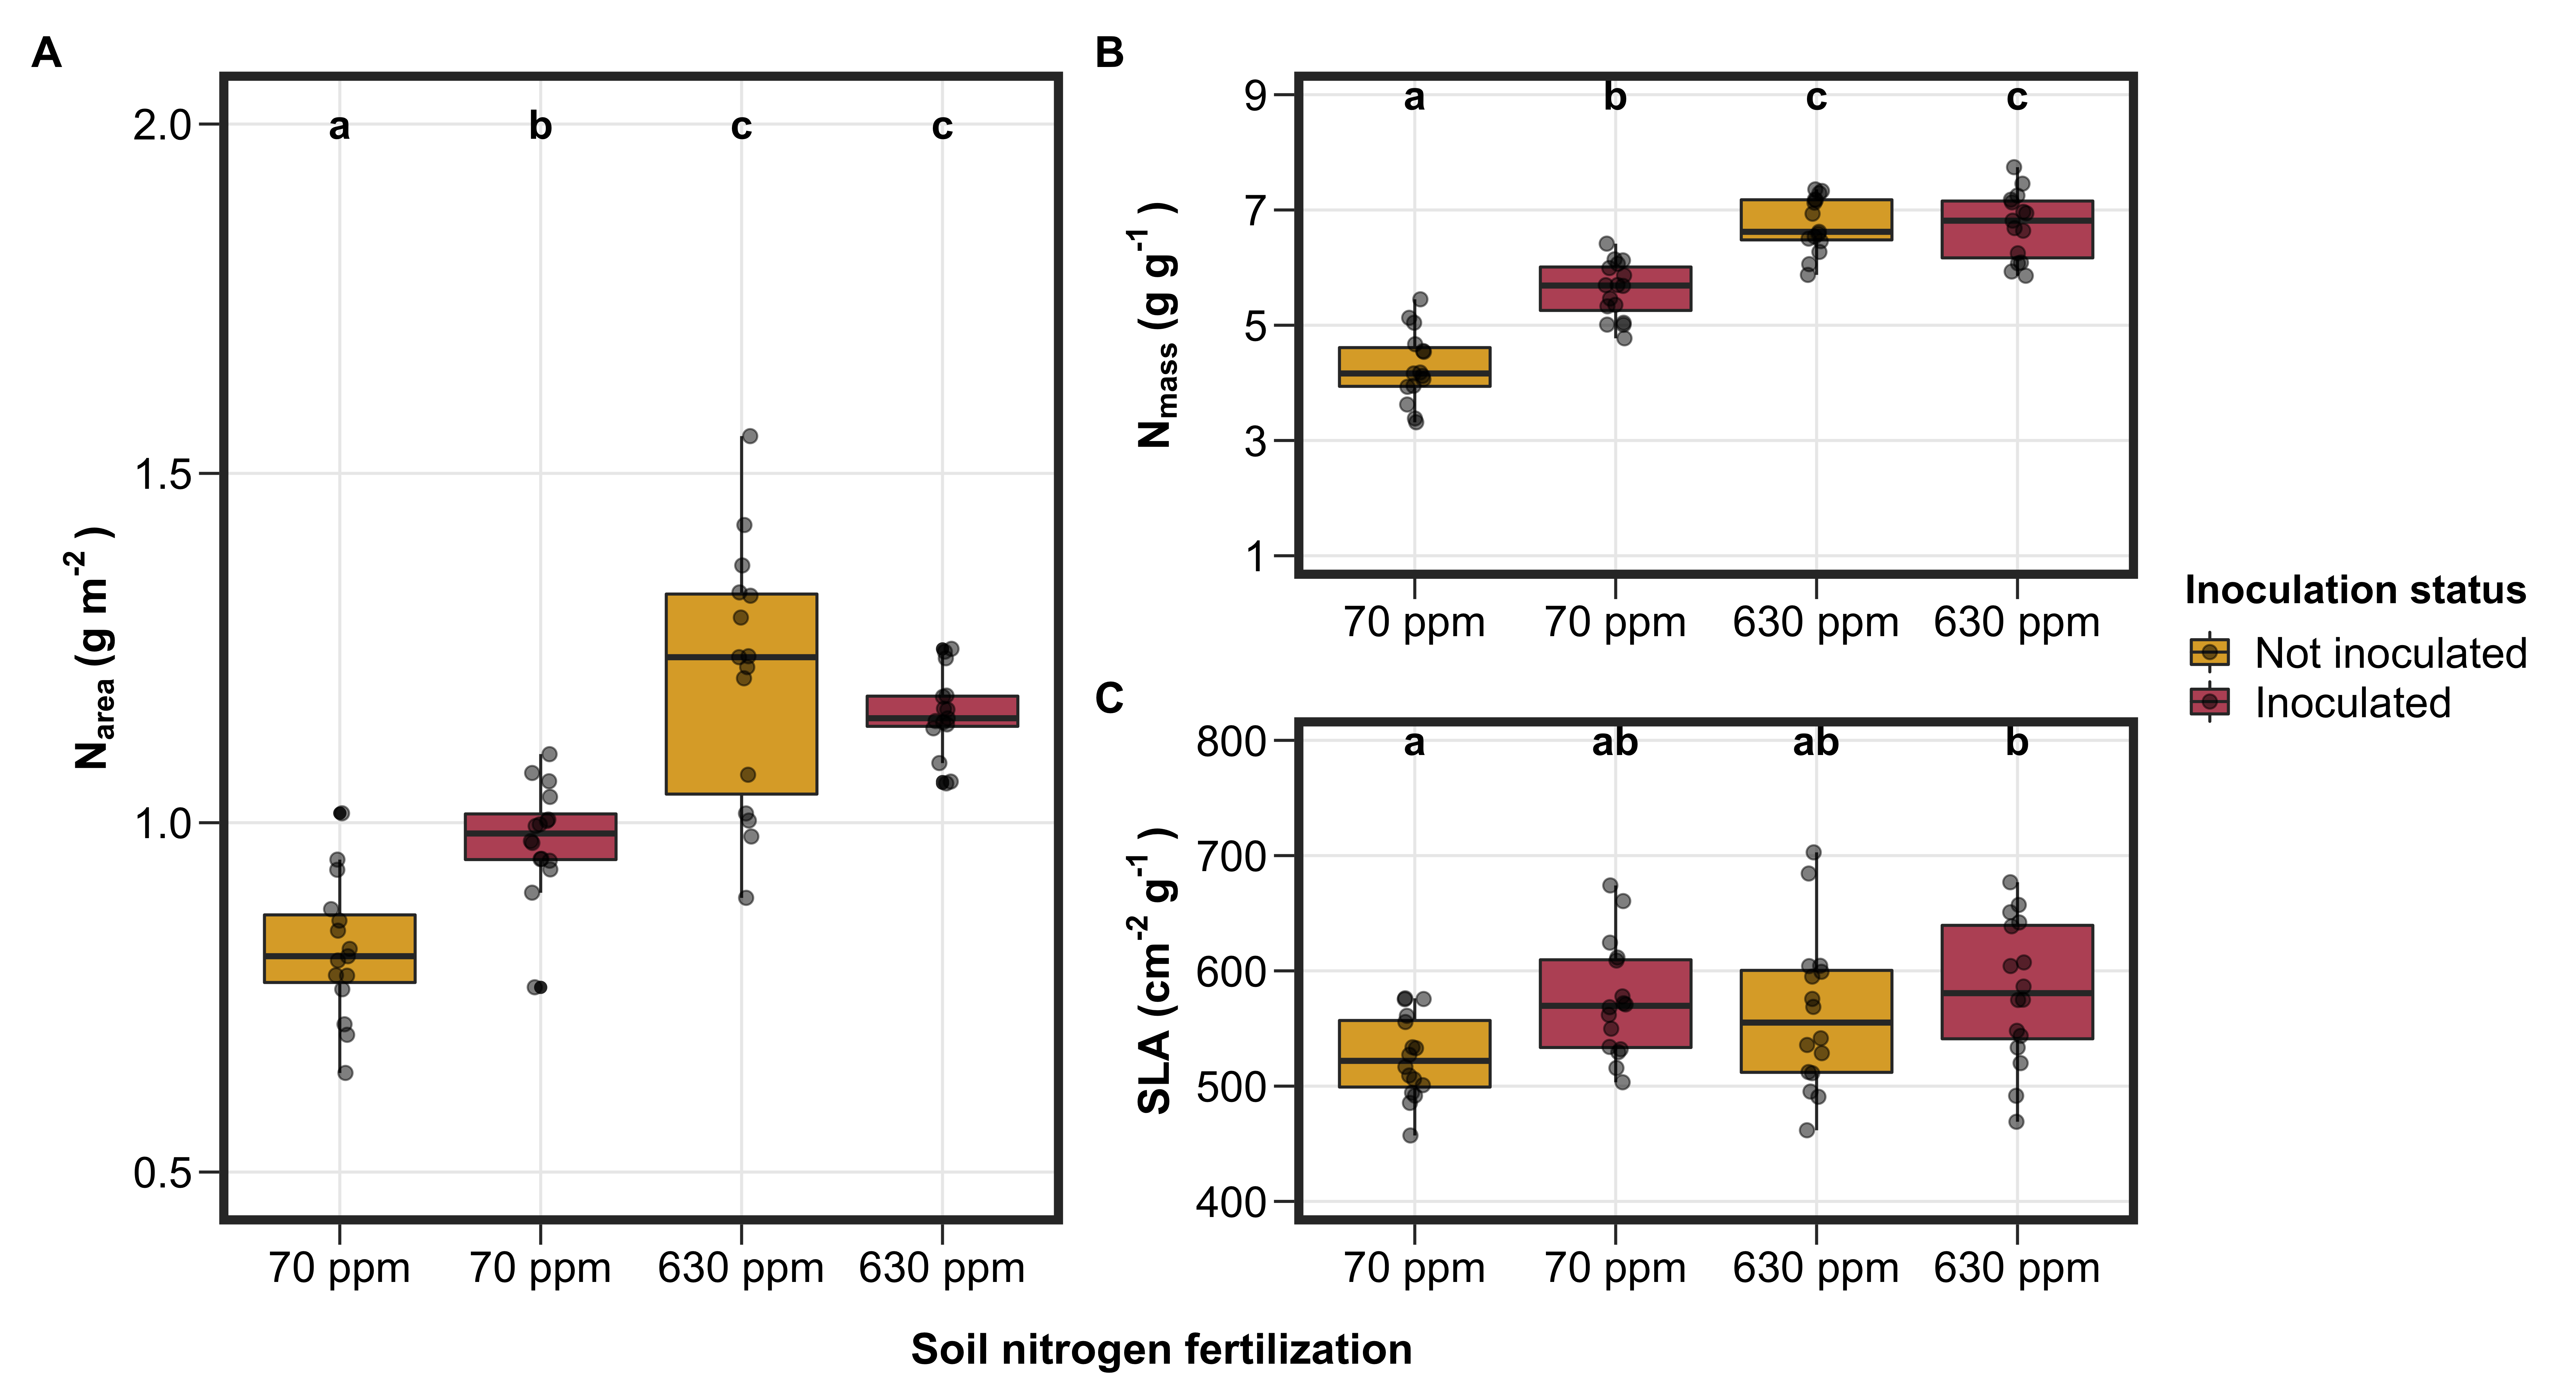 A
2.0
1.5
1.0
0.5
a b c c
N_area (g m^-2)
70 ppm 70 ppm 630 ppm 630 ppm
B
9
7
5
3
1
a b c c
N_mass (g g^-1)
70 ppm 70 ppm 630 ppm 630 ppm
C
800
700
600
500
400
a ab ab b
SLA (cm^-2 g^-1)
70 ppm 70 ppm 630 ppm 630 ppm
Soil nitrogen fertilization
Inoculation status
Not inoculated
Inoculated